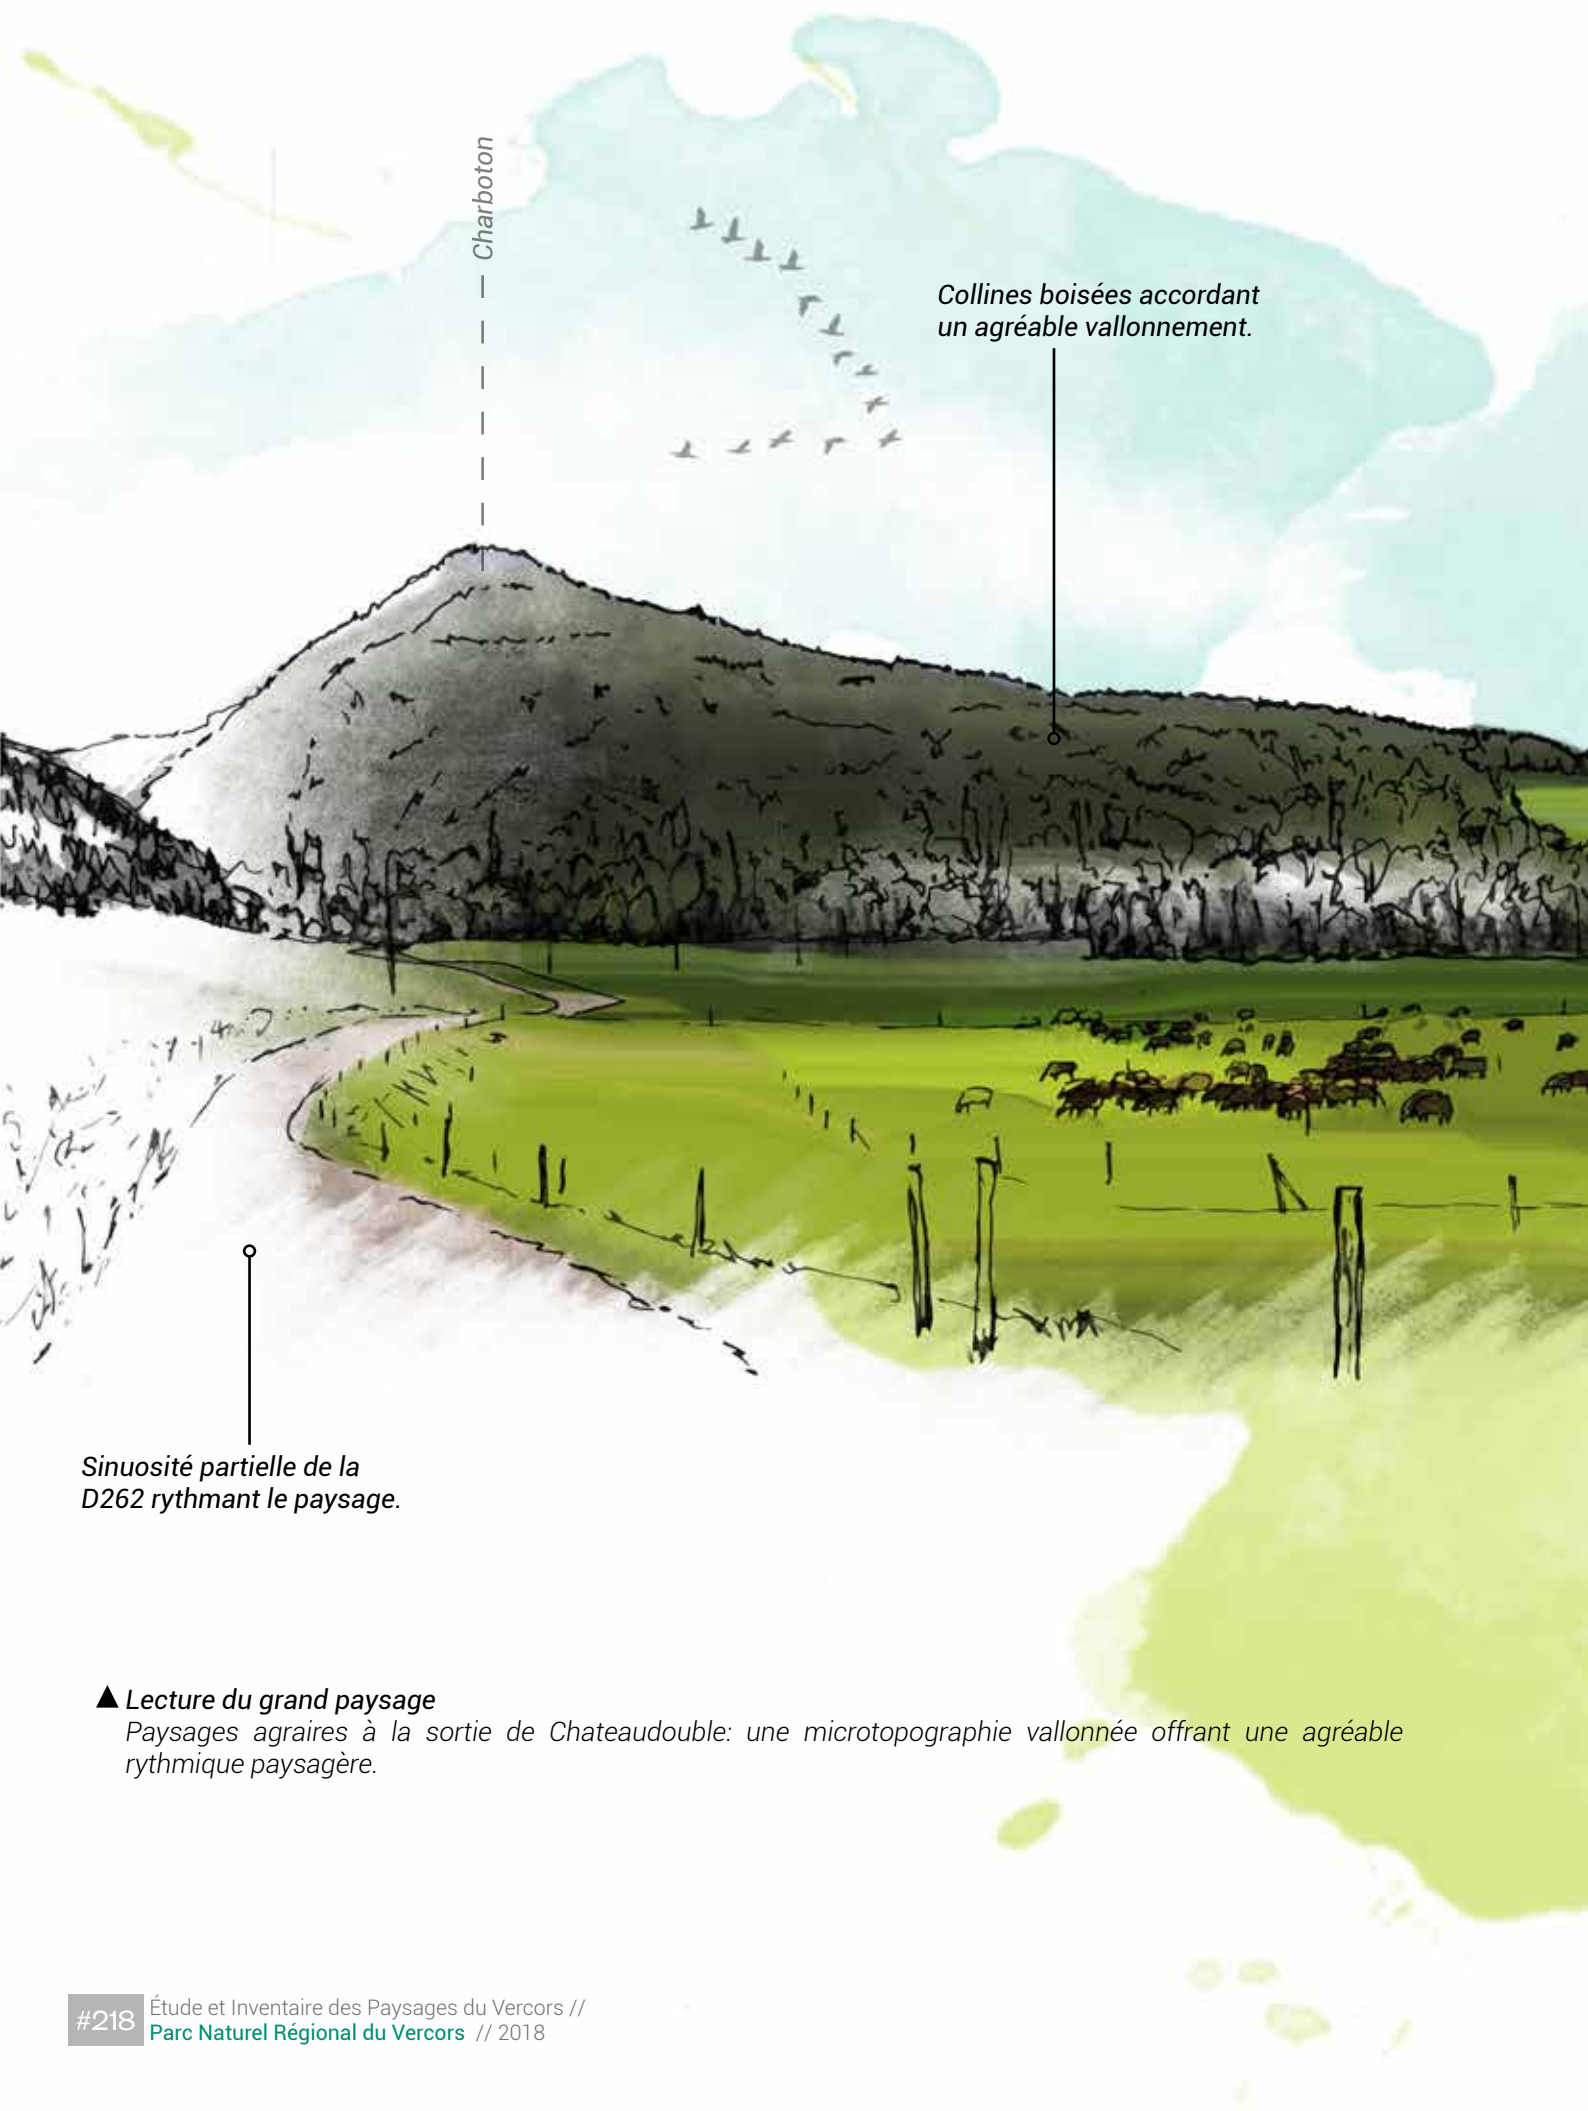 Charboton
Collines boisées accordant
un agréable vallonnement.
Sinuosité partielle de la
D262 rythmant le paysage.
▲ Lecture du grand paysage
Paysages agraires à la sortie de Chateaudouble: une microtopographie vallonnée offrant une agréable
rythmique paysagère.
#218
Étude et Inventaire des Paysages du Vercors //
Parc Naturel Régional du Vercors // 2018